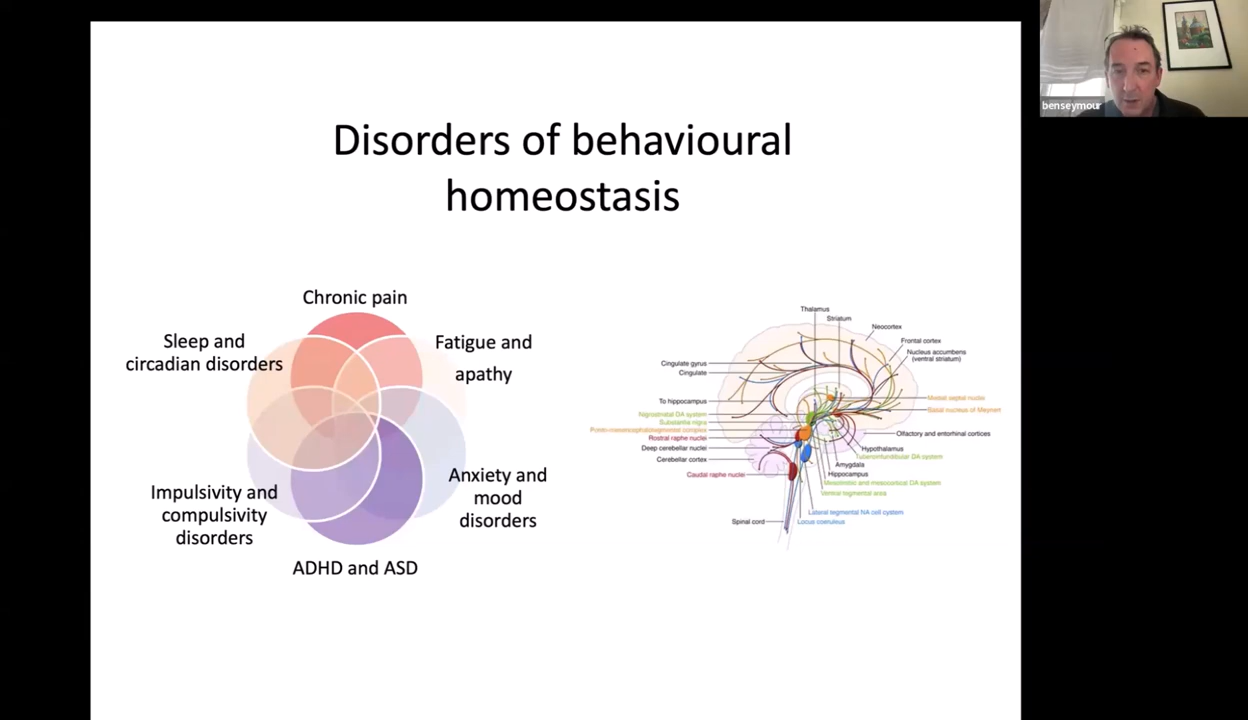 benseymour
Disorders of behavioural
homeostasis
Chronic pain
Sleep and
circadian disorders
Fatigue and
apathy
Anxiety and
mood
disorders
Impulsivity and
compulsivity
disorders
ADHD and ASD
Thalamus
Striatum
Neocortex
Frontal cortex
Nucleus accumbens
(ventral striatum)
Cingulate gyrus
Cingulate
To hippocampus
Nigrostriatal DA system
Substantia nigra
Rostral raphe nuclei
Deep cerebellar nuclei
Cerebellar cortex
Caudal raphe nuclei
Spinal cord
Medial septal nuclei
Basal nucleus of Meynert
Olfactory and entorhinal cortices
Hypothalamus
Tuberoinfundibular DA system
Amygdala
Hippocampus
Mesolimbic and mesocortical DA system
Ventral tegmental area
Lateral tegmental NA cell system
Locus coeruleus